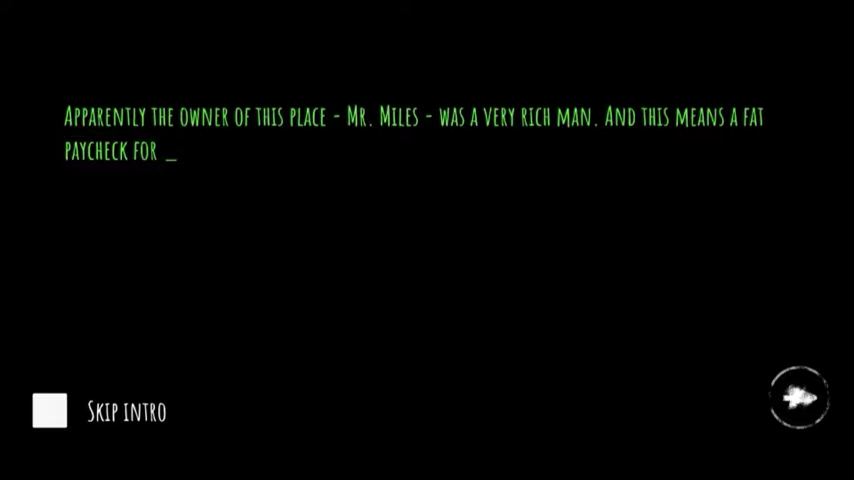 Apparently the owner of this place - Mr. Miles - was a very rich man. And this means a fat
paycheck for _
Skip intro